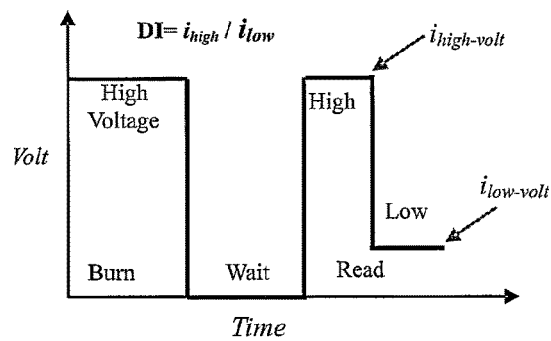 DI= i_high / i_low
i_high-volt
High
Voltage
High
Volt
i_low-volt
Low
Burn
Wait
Read
Time